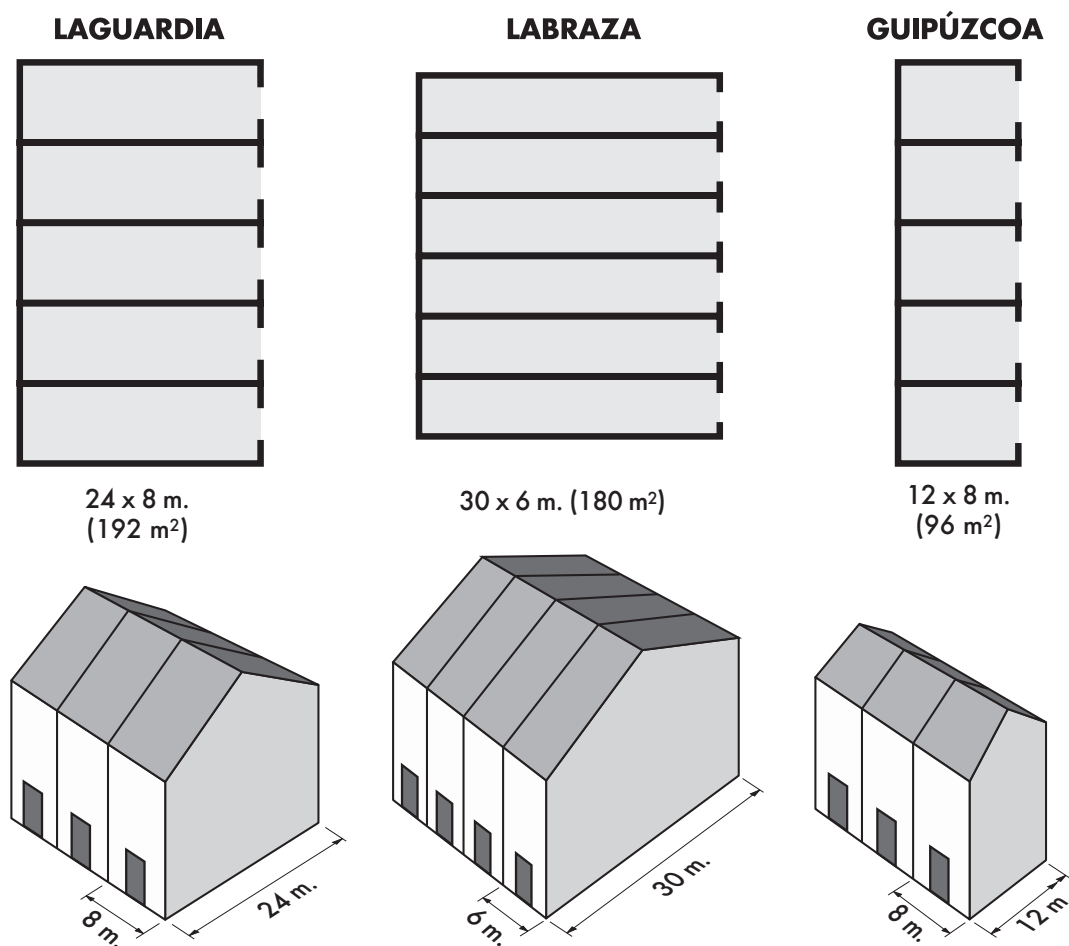 LAGUARDIA
LABRAZA
GUIPÚZCOA
24 x 8 m.
(192 m²)
30 x 6 m. (180 m²)
12 x 8 m.
(96 m²)
8 m.
24 m.
6 m.
30 m.
8 m.
12 m